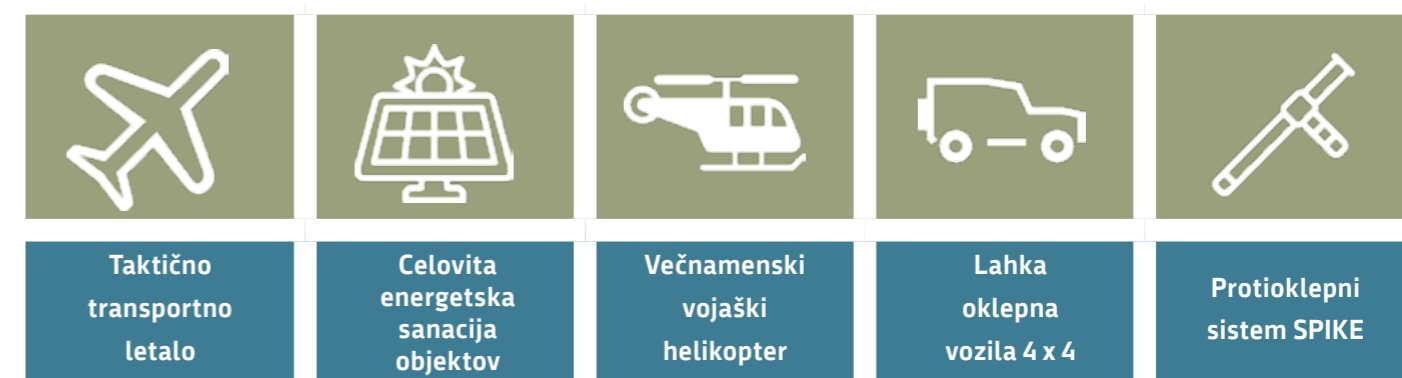 Taktično
transportno
letalo
Celovita
energetska
sanacija
objektov
Večnamenski
vojaški
helikopter
Lahka
oklepna
vozila 4 x 4
Protioklepni
sistem SPIKE